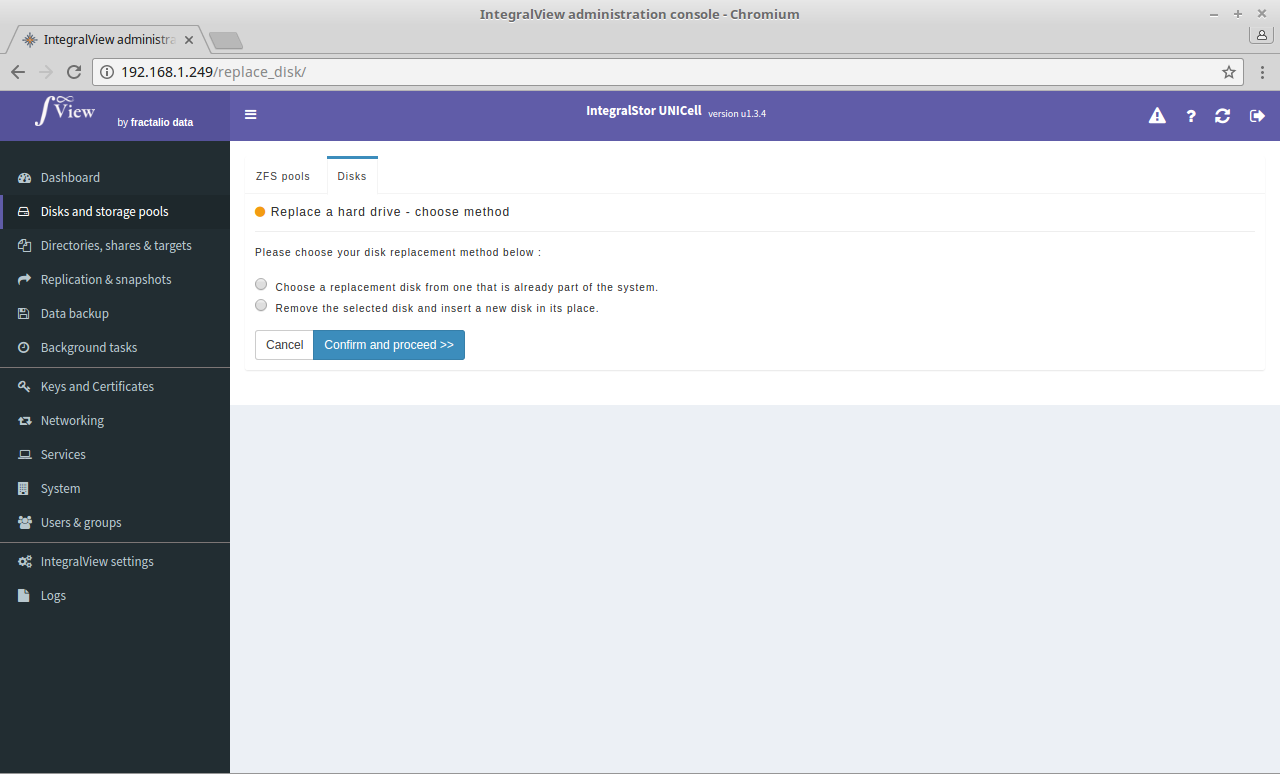 IntegralView administration console - Chromium
IntegralView administra
192.168.1.249/replace_disk/
View
by fractalio data
IntegralStor UNICell version u1.3.4
Dashboard
Disks and storage pools
Directories, shares & targets
Replication & snapshots
Data backup
Background tasks
Keys and Certificates
Networking
Services
System
Users & groups
IntegralView settings
Logs
ZFS pools
Disks
Replace a hard drive - choose method
Please choose your disk replacement method below :
Choose a replacement disk from one that is already part of the system.
Remove the selected disk and insert a new disk in its place.
Cancel
Confirm and proceed >>